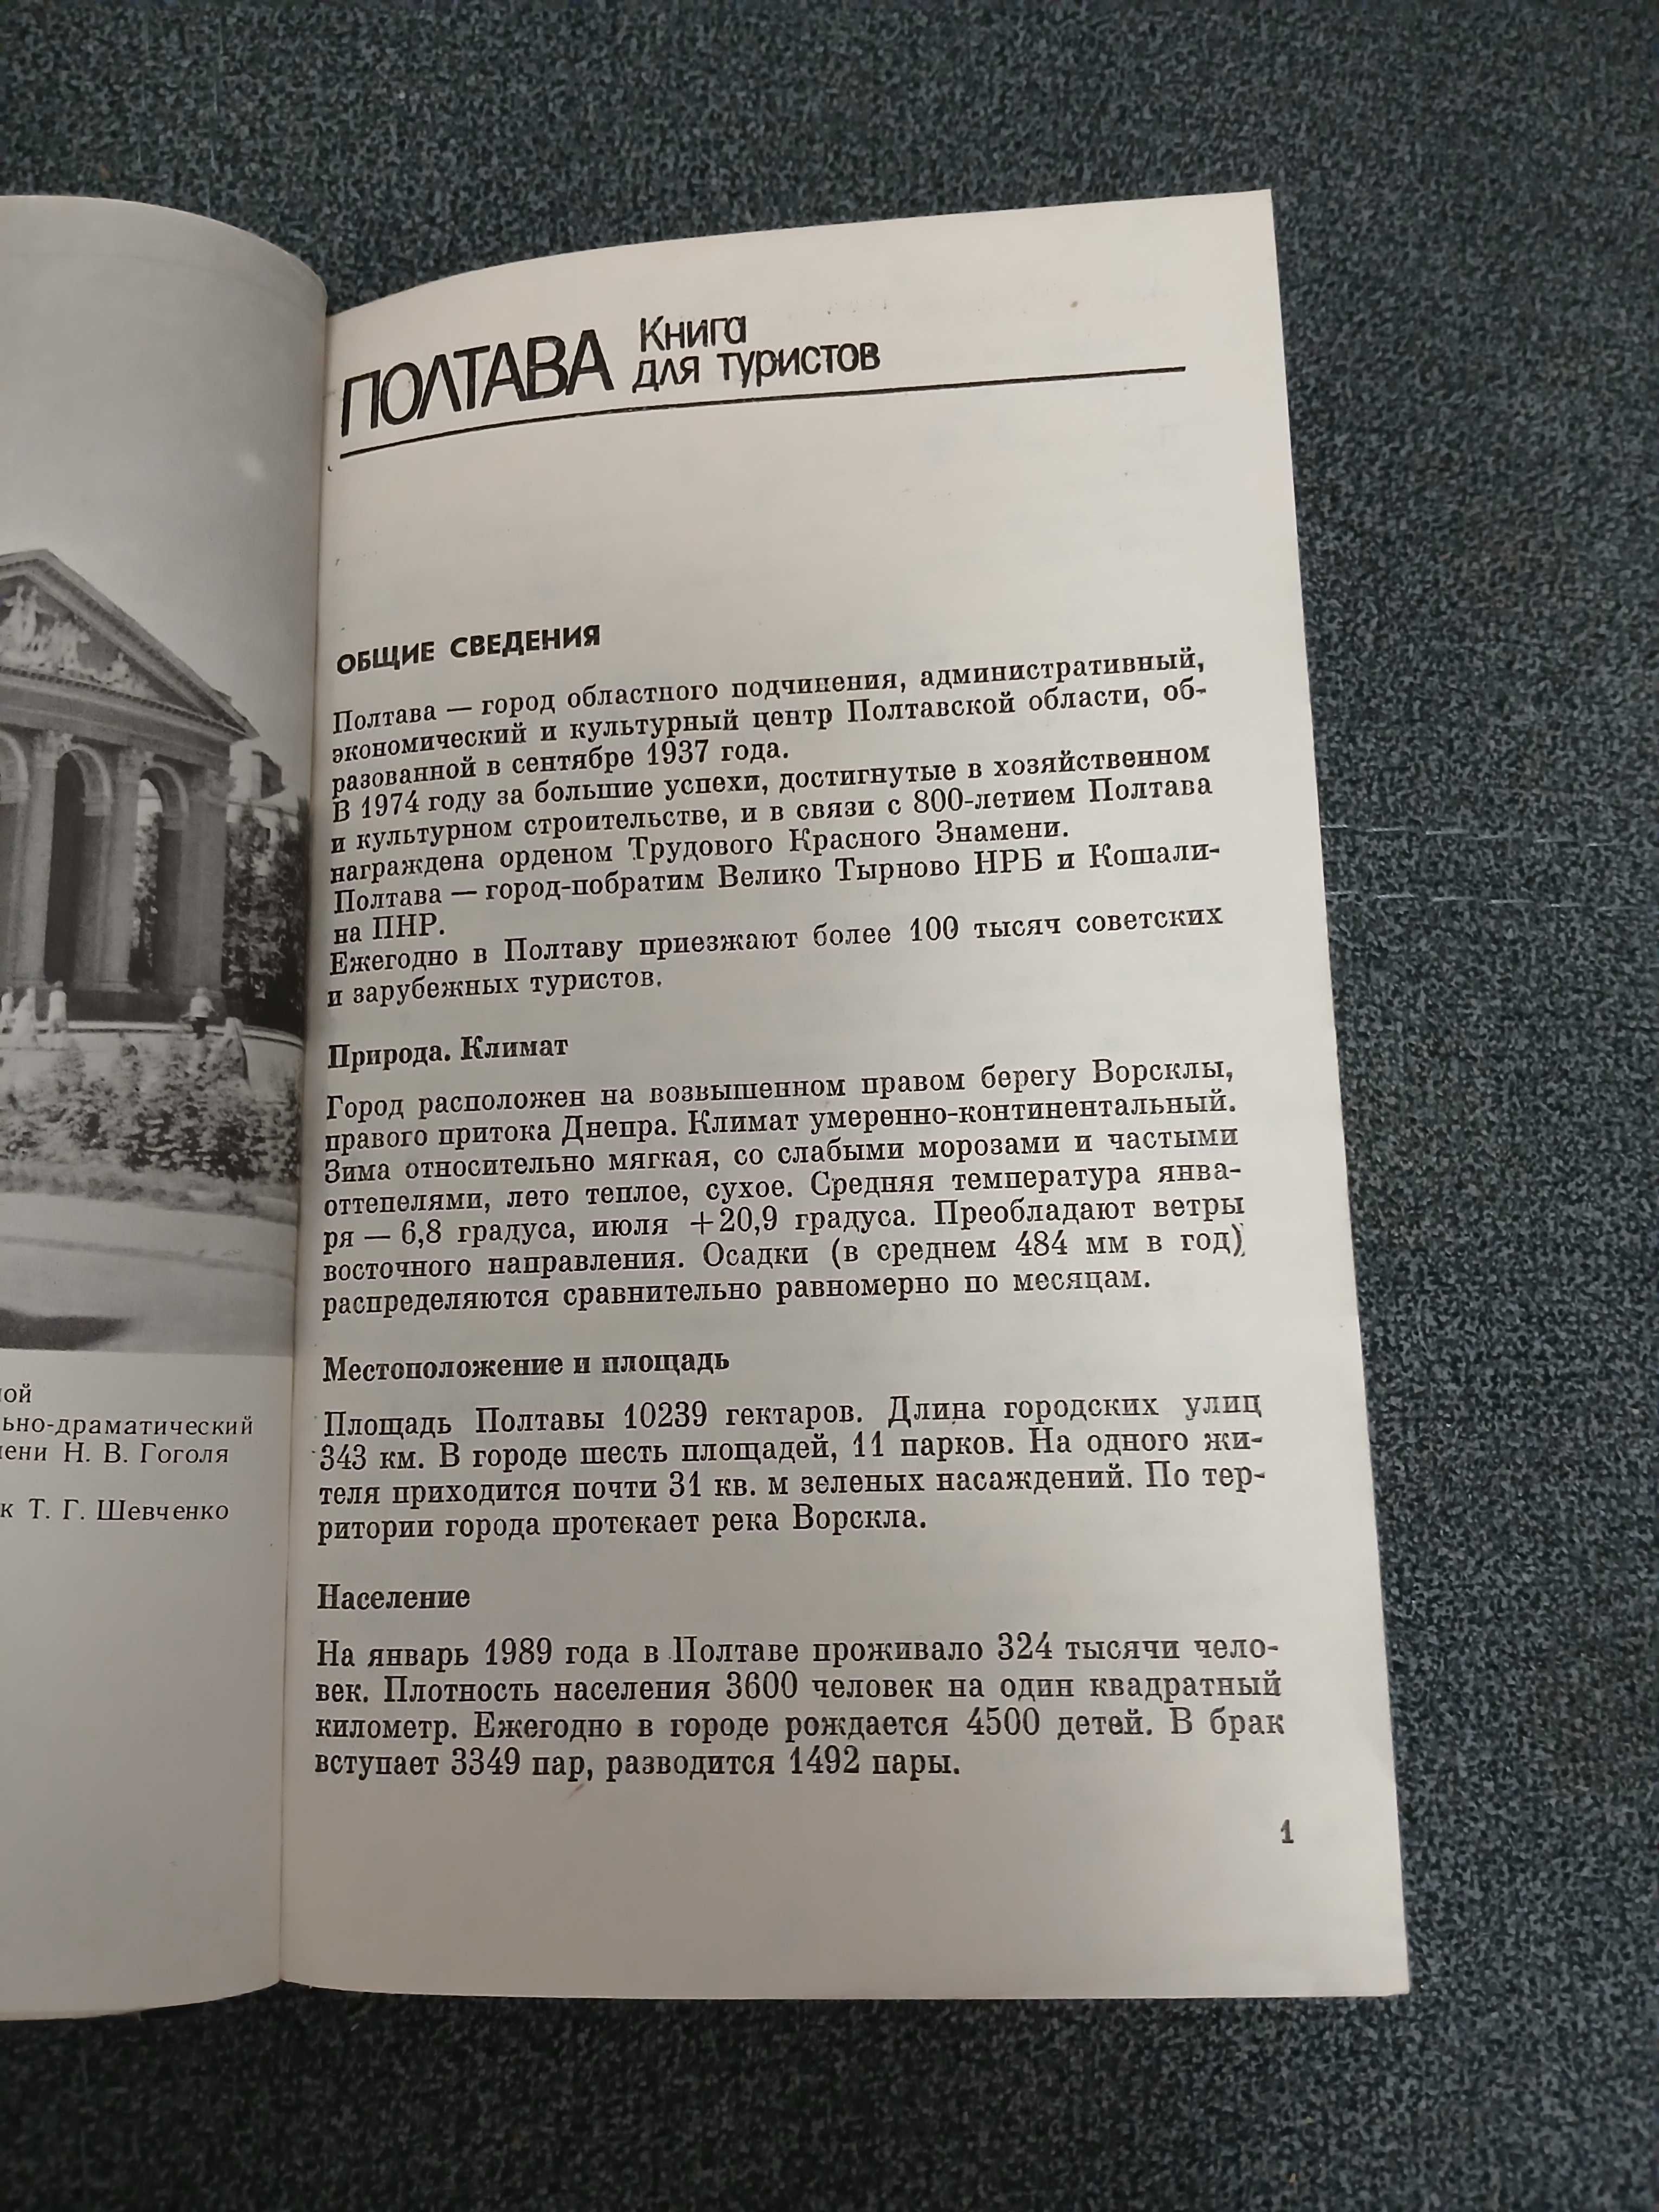 ной
льно-драматический
мени Н. В. Гоголя
к Т. Г. Шевченко
ПОЛТАВА Книга
для туристов
ОБЩИЕ СВЕДЕНИЯ
Полтава — город областного подчинения, административный,
экономический и культурный центр Полтавской области, об-
разованной в сентябре 1937 года.
В 1974 году за большие успехи, достигнутые в хозяйственном
и культурном строительстве, и в связи с 800-летием Полтава
награждена орденом Трудового Красного Знамени.
Полтава — город-побратим Велико Тырново НРБ и Кошали-
на ПНР.
Ежегодно в Полтаву приезжают более 100 тысяч советских
и зарубежных туристов.
Природа. Климат
Город расположен на возвышенном правом берегу Ворсклы,
правого притока Днепра. Климат умеренно-континентальный.
Зима относительно мягкая, со слабыми морозами и частыми
оттепелями, лето теплое, сухое. Средняя температура янва-
ря — 6,8 градуса, июля +20,9 градуса. Преобладают ветры
восточного направления. Осадки (в среднем 484 мм в год)
распределяются сравнительно равномерно по месяцам.
Местоположение и площадь
Площадь Полтавы 10239 гектаров. Длина городских улиц
343 км. В городе шесть площадей, 11 парков. На одного жи-
теля приходится почти 31 кв. м зеленых насаждений. По тер-
ритории города протекает река Ворскла.
Население
На январь 1989 года в Полтаве проживало 324 тысячи чело-
век. Плотность населения 3600 человек на один квадратный
километр. Ежегодно в городе рождается 4500 детей. В брак
вступает 3349 пар, разводится 1492 пары.
1